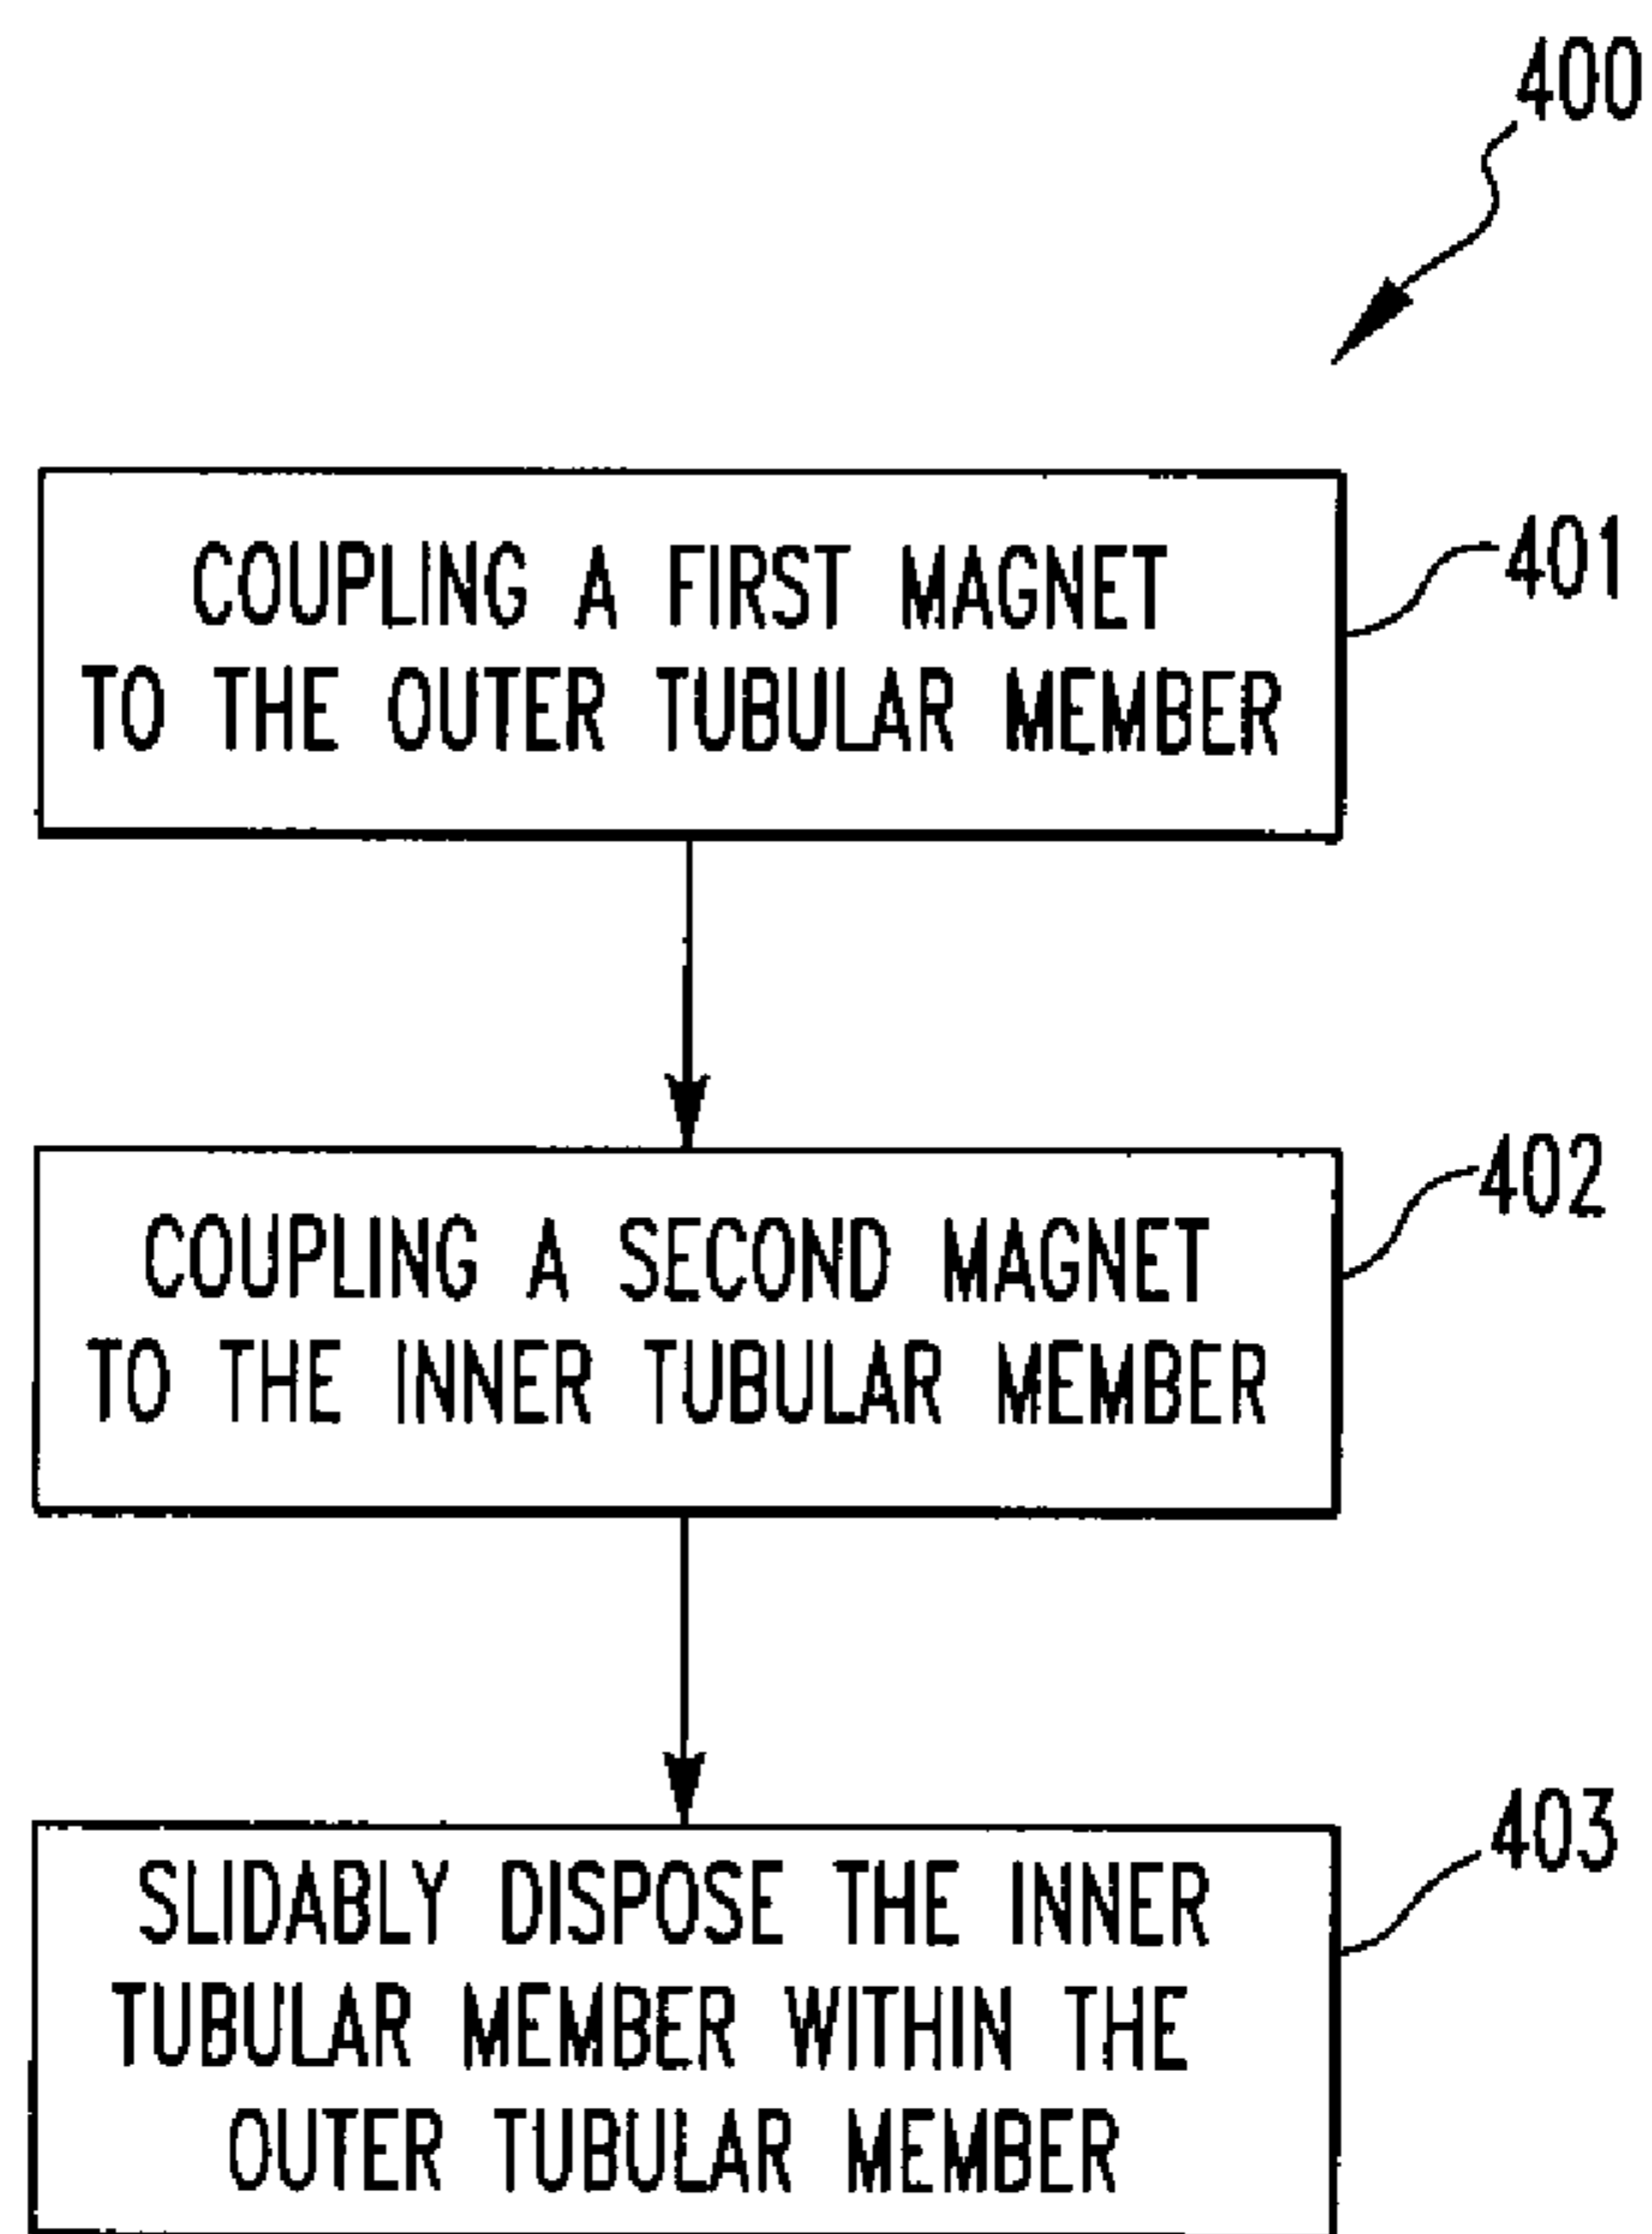 400
COUPLING A FIRST MAGNET
TO THE OUTER TUBULAR MEMBER
401
COUPLING A SECOND MAGNET
TO THE INNER TUBULAR MEMBER
402
SLIDABLY DISPOSE THE INNER
TUBULAR MEMBER WITHIN THE
OUTER TUBULAR MEMBER
403